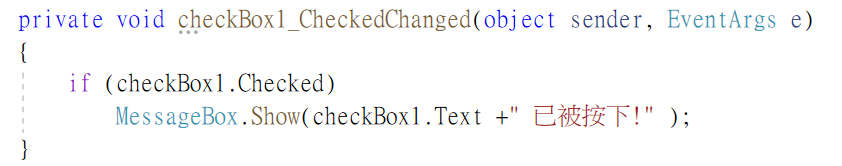 private void checkBox1_CheckedChanged(object sender, EventArgs e)
{
    if (checkBox1.Checked)
        MessageBox.Show(checkBox1.Text +" 已被按下!" );
}